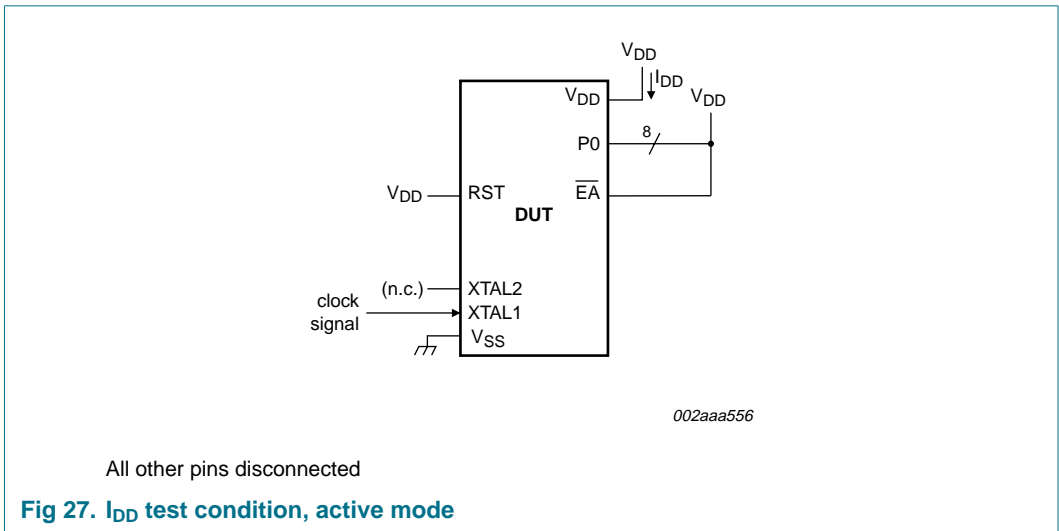 VDD
IDD
VDD
VDD
8
P0
VDD
RST
EA
DUT
(n.c.)
XTAL2
clock
signal
XTAL1
VSS
002aaa556
All other pins disconnected
Fig 27. IDD test condition, active mode